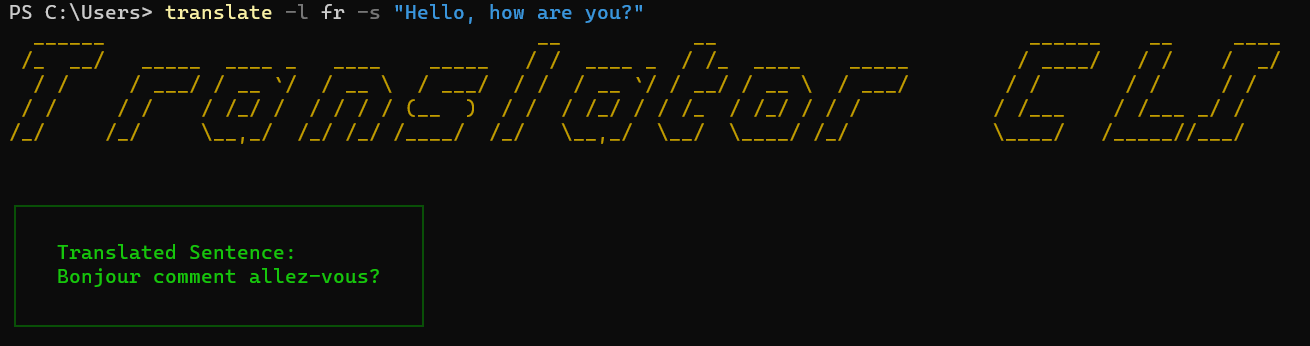 PS C:\Users> translate -l fr -s "Hello, how are you?"
Translator CLI
Translated Sentence:
Bonjour comment allez-vous?